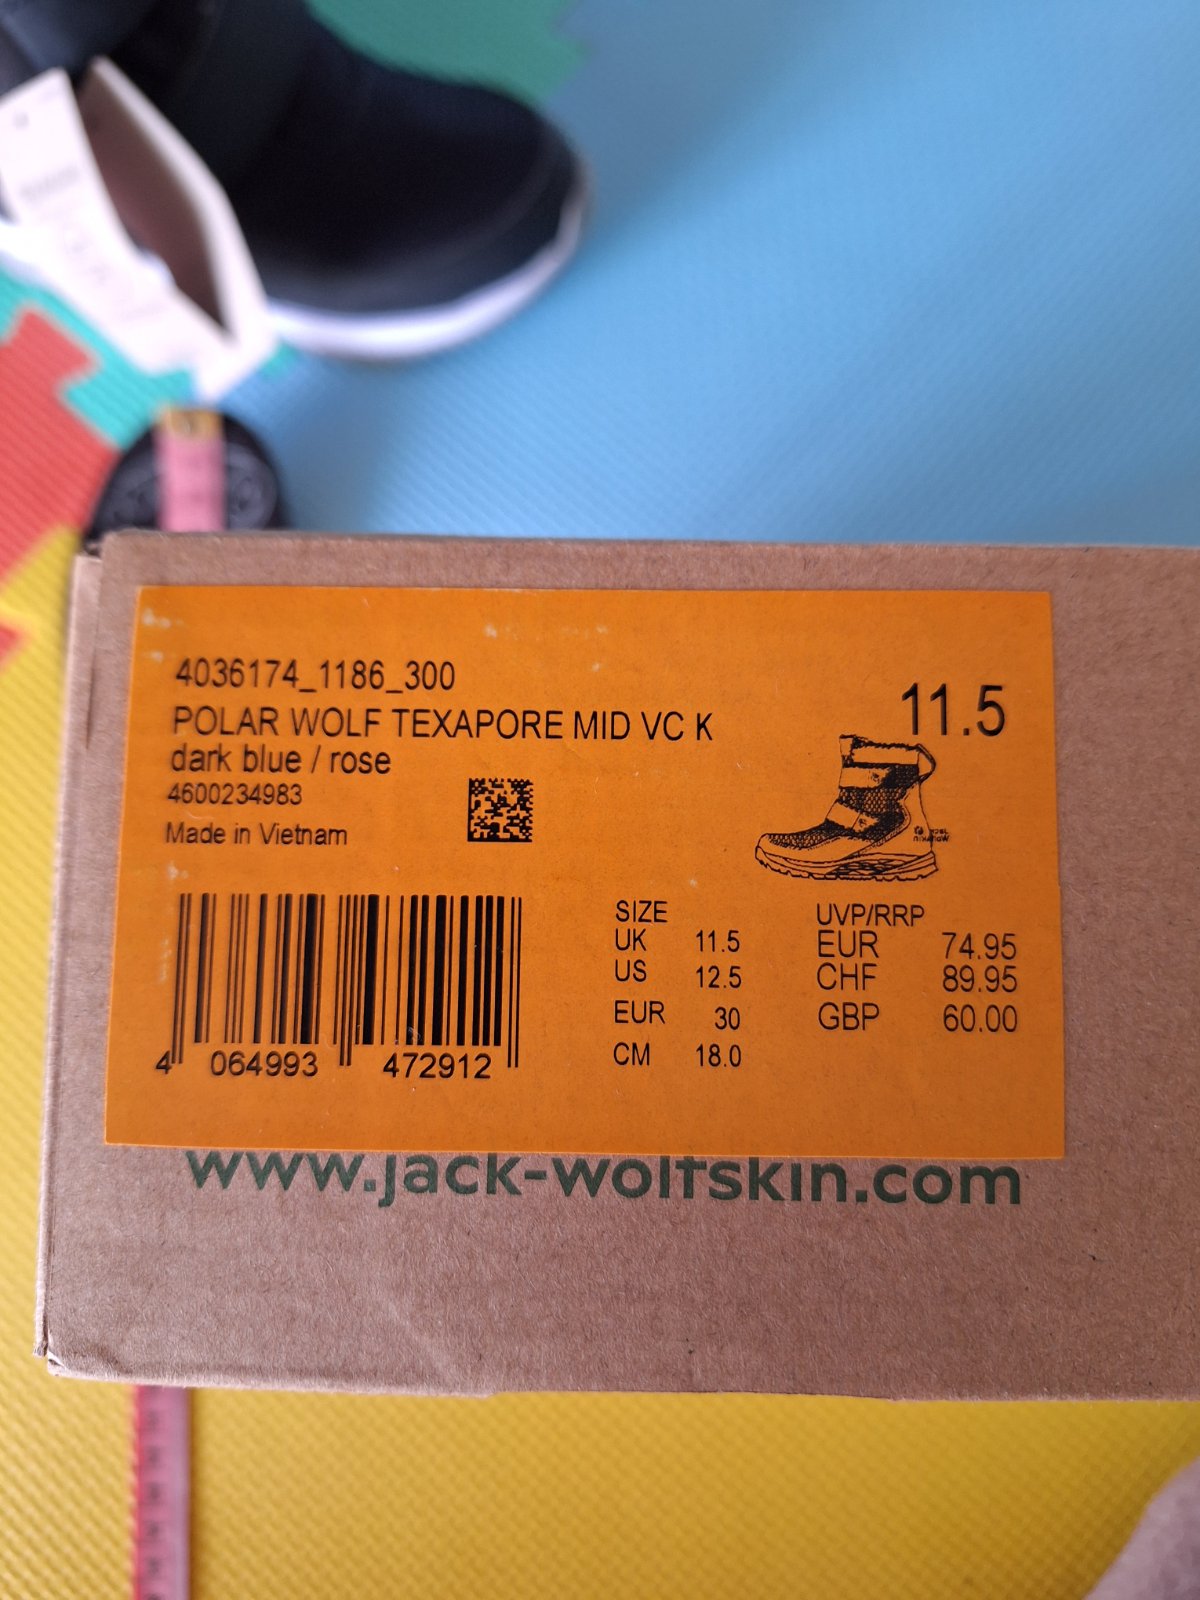 4036174_1186_300
POLAR WOLF TEXAPORE MID VC K
dark blue / rose
4600234983
Made in Vietnam
11.5
SIZE
UK 11.5
US 12.5
EUR 30
CM 18.0
UVP/RRP
EUR 74.95
CHF 89.95
GBP 60.00
4 064993 472912
www.jack-wolfskin.com